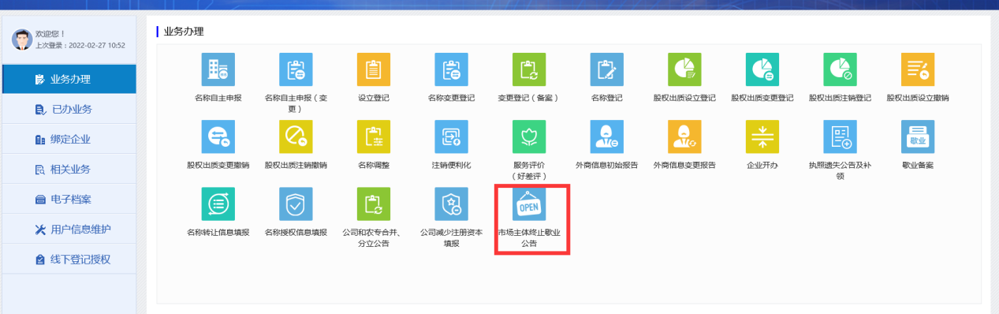 欢迎您！
上次登录：2022-02-27 10:52
业务办理
已办业务
绑定企业
相关业务
电子档案
用户信息维护
线下登记授权
业务办理
名称自主申报
名称自主申报（变
更）
设立登记
名称变更登记
变更登记（备案）
名称登记
股权出质设立登记
股权出质变更登记
股权出质注销登记
股权出质设立撤销
股权出质变更撤销
股权出质注销撤销
名称调整
注销便利化
服务评价
（好差评）
外商信息初始报告
外商信息变更报告
企业开办
执照遗失公告及补
领
歇业
歇业备案
名称转让信息填报
名称授权信息填报
公司和农专合并、
分立公告
公司减少注册资本
填报
OPEN
市场主体终止歇业
公告